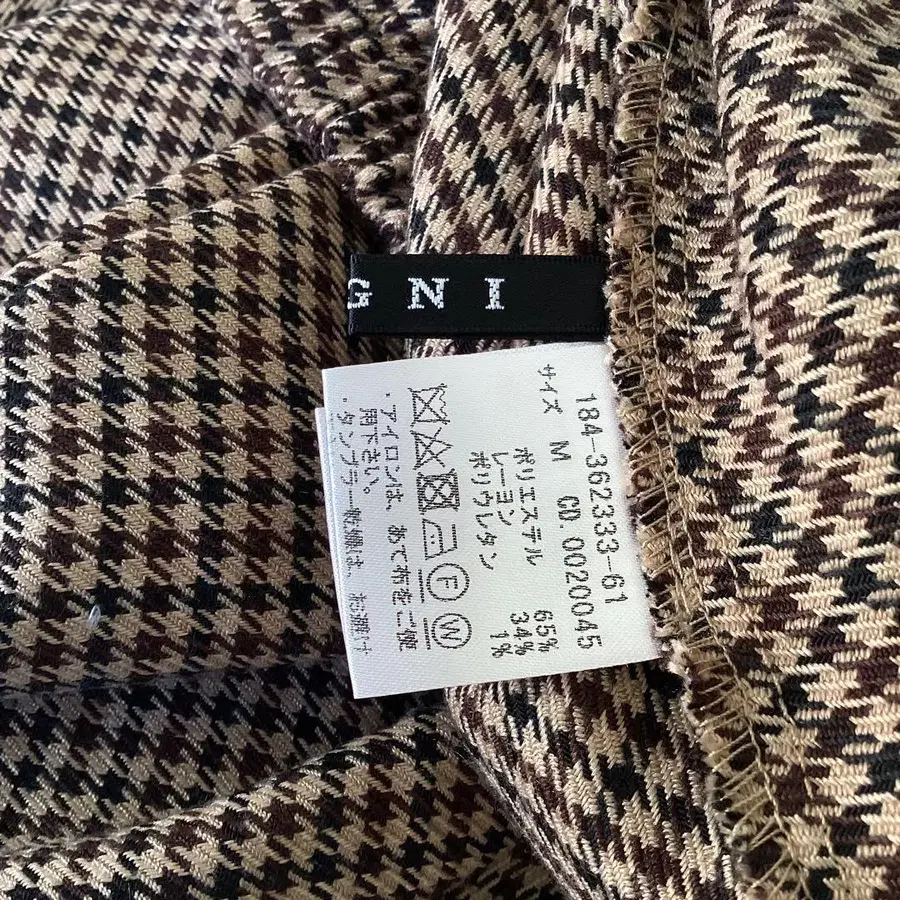 GNI
184-362333-61
サイズ M CD.0020045
ポリエステル 65%
レーヨン 34%
ポリウレタン 1%
F W
・アイロンは、あて布をご使
用下さい。
・タンブラー乾燥は、お避け